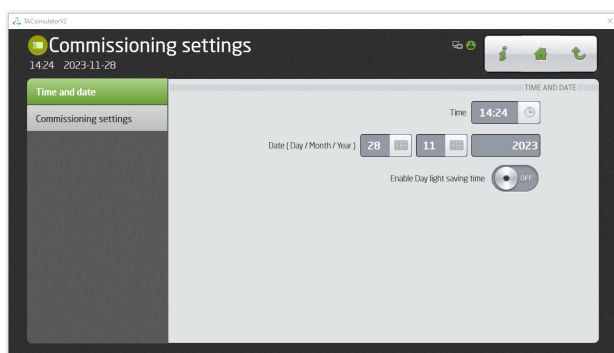 TACsimulatorV2
Commissioning settings
14:24 2023-11-28
Time and date
Commissioning settings
TIME AND DATE
Time 14:24
Date ( Day / Month / Year ) 28 11 2023
Enable Day light saving time OFF